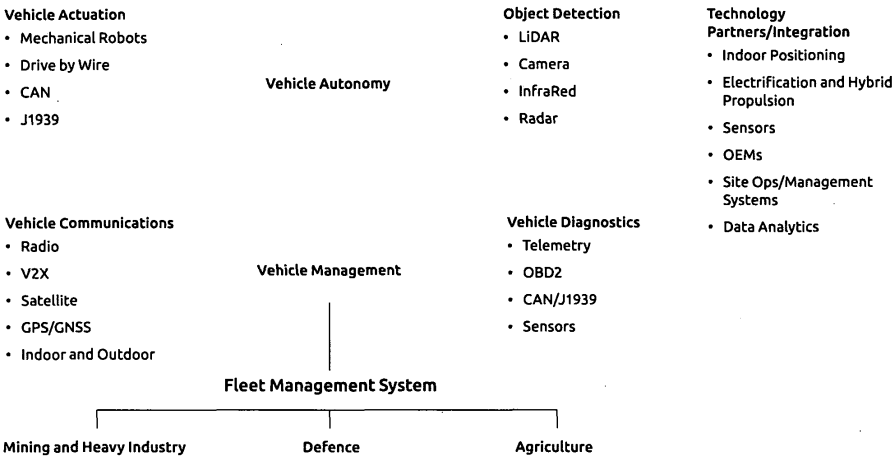 Vehicle Actuation
• Mechanical Robots
• Drive by Wire
• CAN
• J1939
Vehicle Autonomy
Object Detection
• LiDAR
• Camera
• InfraRed
• Radar
Technology
Partners/Integration
• Indoor Positioning
• Electrification and Hybrid
Propulsion
• Sensors
• OEMs
• Site Ops/Management
Systems
• Data Analytics
Vehicle Communications
• Radio
• V2X
• Satellite
• GPS/GNSS
• Indoor and Outdoor
Vehicle Management
Vehicle Diagnostics
• Telemetry
• OBD2
• CAN/J1939
• Sensors
Fleet Management System
Mining and Heavy Industry
Defence
Agriculture